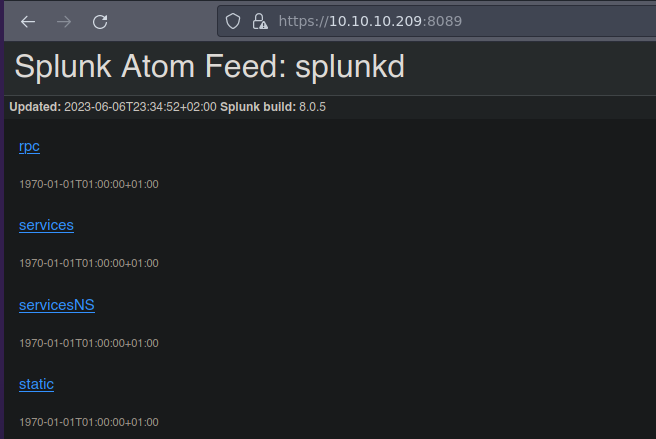 https://10.10.10.209:8089
Splunk Atom Feed: splunkd
Updated: 2023-06-06T23:34:52+02:00 Splunk build: 8.0.5
rpc
1970-01-01T01:00:00+01:00
services
1970-01-01T01:00:00+01:00
servicesNS
1970-01-01T01:00:00+01:00
static
1970-01-01T01:00:00+01:00